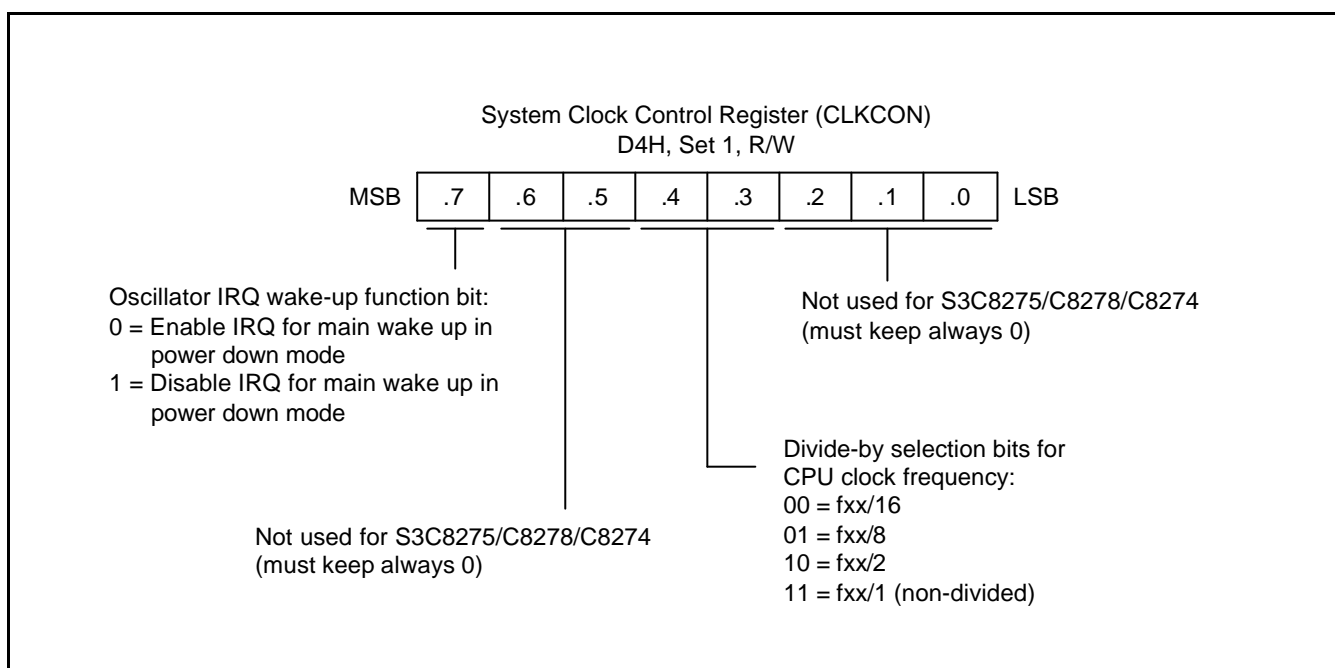 System Clock Control Register (CLKCON)
D4H, Set 1, R/W
MSB .7 .6 .5 .4 .3 .2 .1 .0 LSB
Oscillator IRQ wake-up function bit:
0 = Enable IRQ for main wake up in
power down mode
1 = Disable IRQ for main wake up in
power down mode
Not used for S3C8275/C8278/C8274
(must keep always 0)
Divide-by selection bits for
CPU clock frequency:
00 = fxx/16
01 = fxx/8
10 = fxx/2
11 = fxx/1 (non-divided)
Not used for S3C8275/C8278/C8274
(must keep always 0)